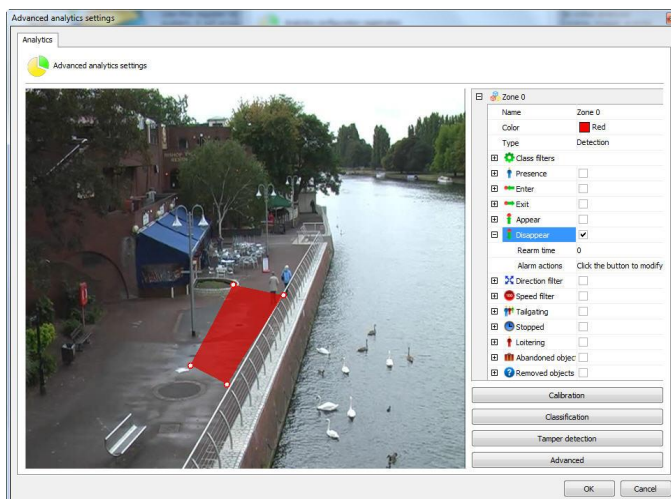 Advanced analytics settings
Analytics
Advanced analytics settings
Zone 0
Name Zone 0
Color Red
Type Detection
Class filters
Presence
Enter
Exit
Appear
Disappear
Rearm time 0
Alarm actions Click the button to modify
Direction filter
Speed filter
Tailgating
Stopped
Loitering
Abandoned objec
Removed objects
Calibration
Classification
Tamper detection
Advanced
OK Cancel